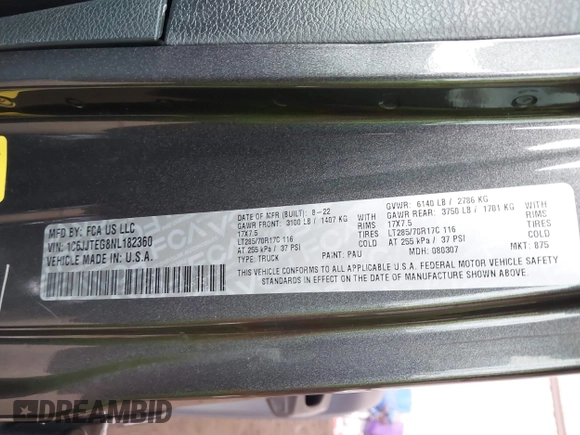 MFD BY: FCA US LLC
VIN: 1C6JJTEG8NL182360
VEHICLE MADE IN U.S.A.
DATE OF MFR (BUILT): 8-22
GAWR FRONT: 3100 LB / 1407 KG WITH
17X7.5 RIMS
LT285/70R17C 116 TIRES
AT 255 kPa / 37 PSI COLD
TYPE: TRUCK
PAINT: PAU
GVWR: 6140 LB / 2786 KG
GAWR REAR: 3750 LB / 1701 KG WITH
17X7.5 RIMS
LT285/70R17C 116 TIRES
AT 255 kPa / 37 PSI COLD
MDH: 080307 MKT: 875
THIS VEHICLE CONFORMS TO ALL APPLICABLE U.S.A. FEDERAL MOTOR VEHICLE SAFETY
STANDARDS IN EFFECT ON THE DATE OF MANUFACTURE SHOWN ABOVE
DREAMBID